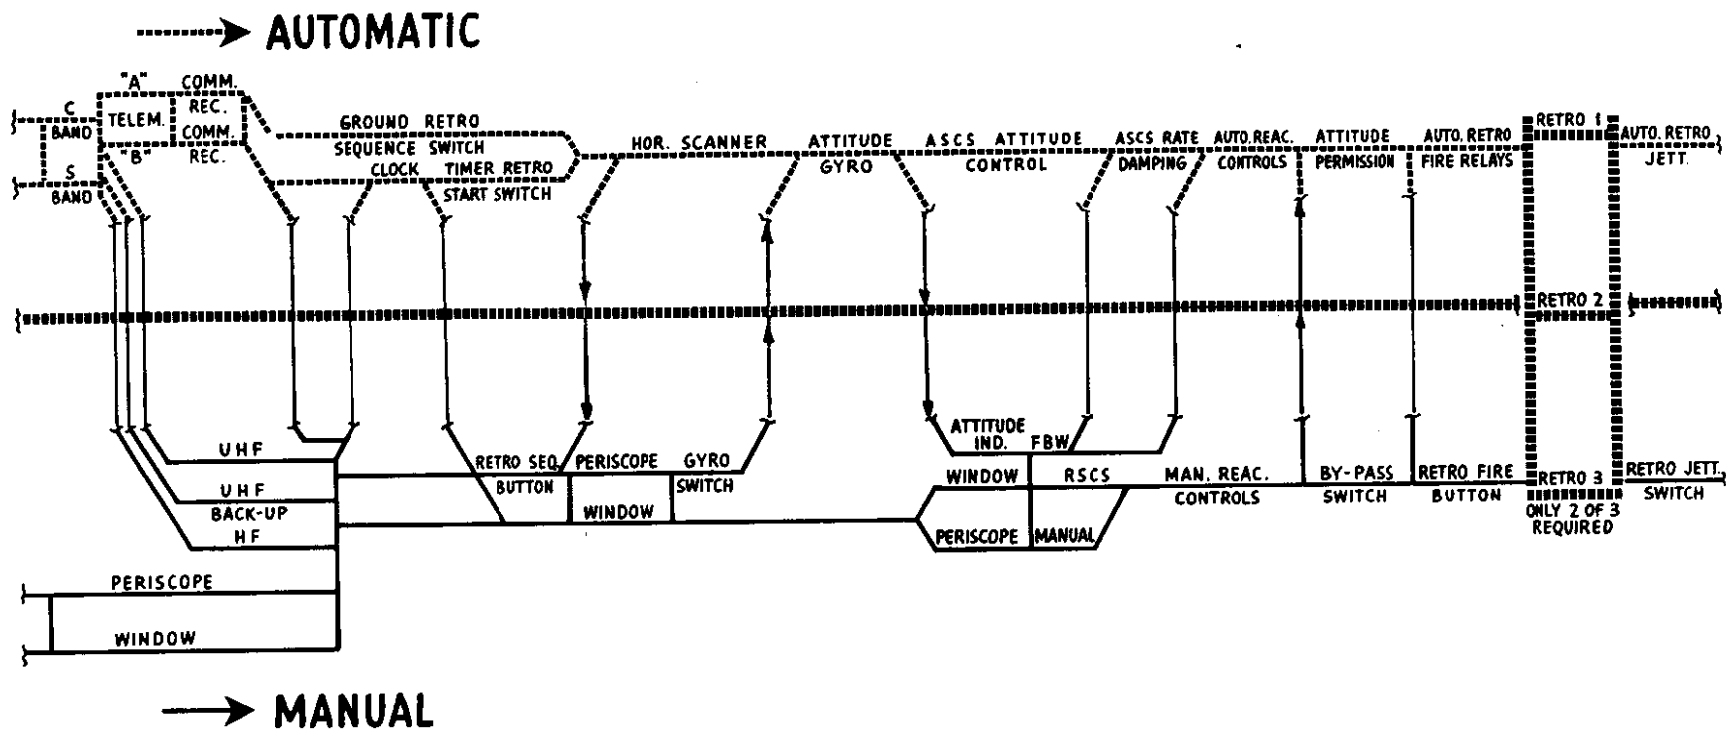 AUTOMATIC
"A" COMM.
C REC.
BAND TELEM. COMM.
"B" REC.
S
BAND
GROUND RETRO
SEQUENCE SWITCH
CLOCK TIMER RETRO
START SWITCH
HOR. SCANNER
ATTITUDE
GYRO
ASCS ATTITUDE
CONTROL
ASCS RATE
DAMPING
AUTO. REAC.
CONTROLS
ATTITUDE
PERMISSION
AUTO. RETRO
FIRE RELAYS
RETRO 1
AUTO. RETRO
JETT.
RETRO 2
UHF
UHF
BACK-UP
HF
PERISCOPE
WINDOW
RETRO SEQ.
BUTTON
PERISCOPE
WINDOW
GYRO
SWITCH
ATTITUDE
IND. FBW
WINDOW RSCS
PERISCOPE MANUAL
MAN. REAC.
CONTROLS
BY-PASS
SWITCH
RETRO FIRE
BUTTON
RETRO 3
ONLY 2 OF 3
REQUIRED
RETRO JETT.
SWITCH
MANUAL